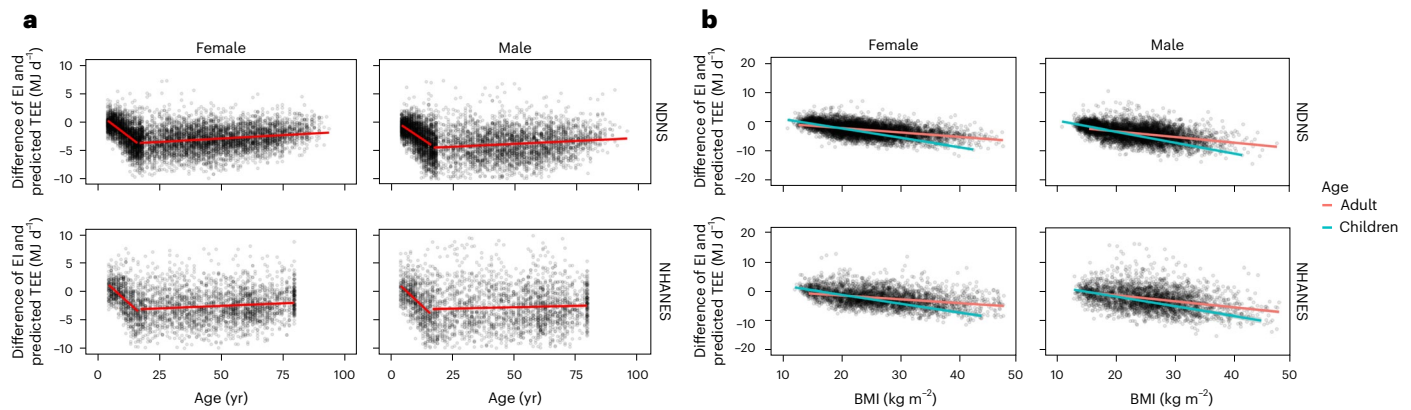 a
Female
Male
Difference of EI and
predicted TEE (MJ d⁻¹)
10
5
0
−5
−10
NDNS
Difference of EI and
predicted TEE (MJ d⁻¹)
10
5
0
−5
−10
NHANES
0
25
50
75
100
0
25
50
75
100
Age (yr)
Age (yr)
b
Female
Male
Difference of EI and
predicted TEE (MJ d⁻¹)
20
10
0
−10
−20
NDNS
Difference of EI and
predicted TEE (MJ d⁻¹)
20
10
0
−10
−20
NHANES
10
20
30
40
50
10
20
30
40
50
BMI (kg m⁻²)
BMI (kg m⁻²)
Age
Adult
Children